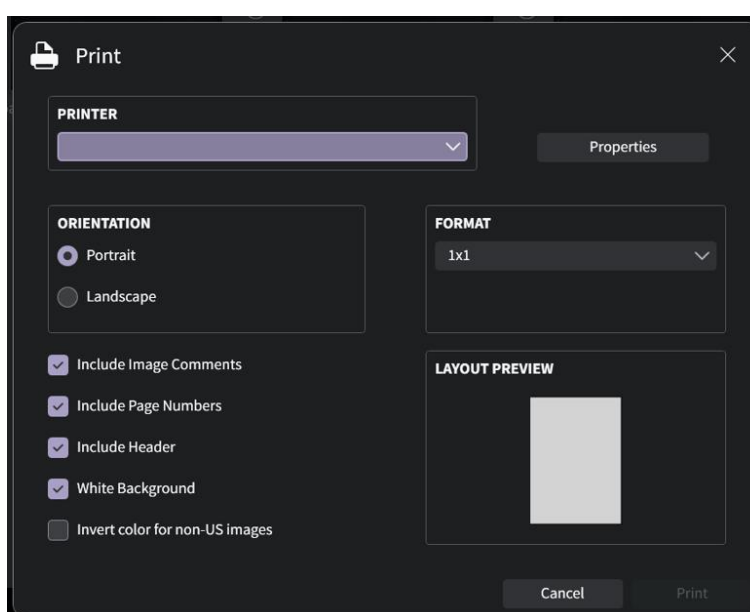 Print
PRINTER
Properties
ORIENTATION
Portrait
Landscape
FORMAT
1x1
Include Image Comments
Include Page Numbers
Include Header
White Background
Invert color for non-US images
LAYOUT PREVIEW
Cancel
Print